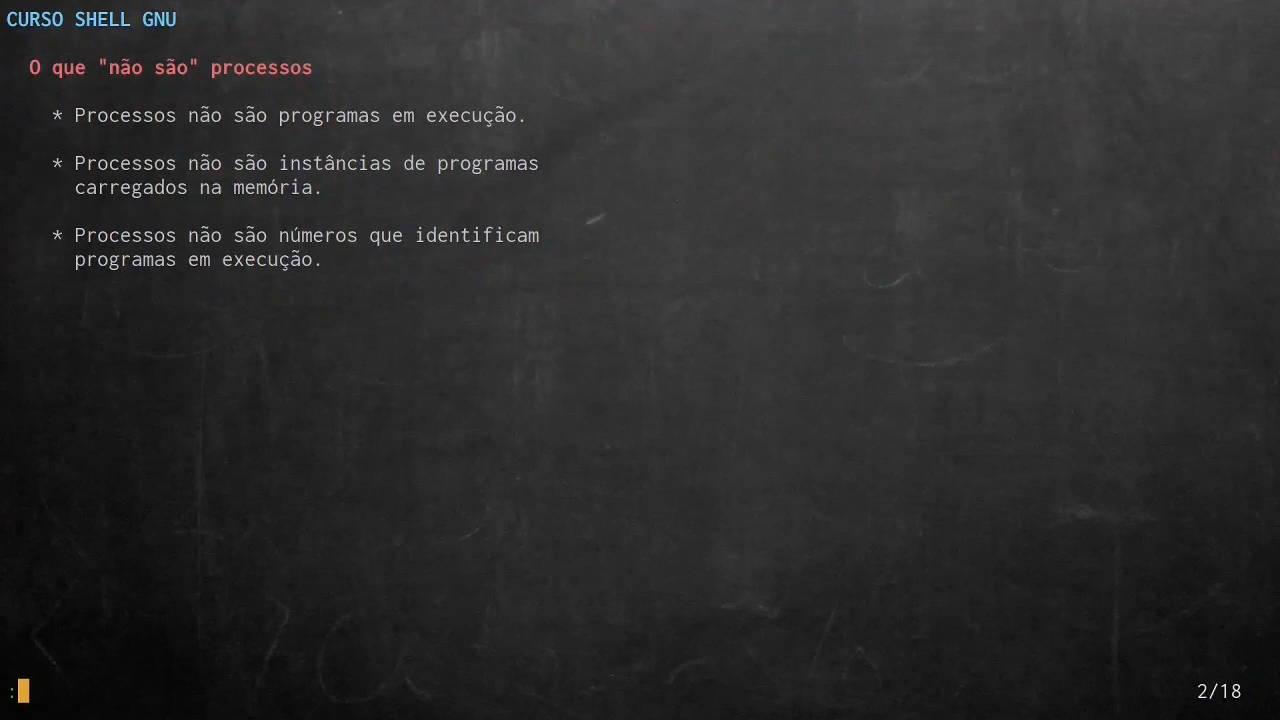 CURSO SHELL GNU
O que "não são" processos
* Processos não são programas em execução.
* Processos não são instâncias de programas
carregados na memória.
* Processos não são números que identificam
programas em execução.
:
2/18